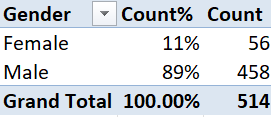 Gender Count% Count
Female 11% 56
Male 89% 458
Grand Total 100.00% 514